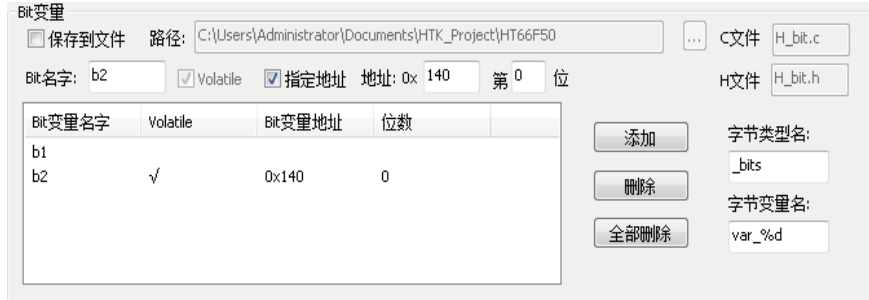 Bit变量
保存到文件 路径: C:\Users\Administrator\Documents\HTK_Project\HT66F50 ... C文件 H_bit.c
Bit名字: b2 Volatile 指定地址 地址: 0x 140 第 0 位 H文件 H_bit.h
Bit变量名字 Volatile Bit变量地址 位数
b1
b2 √ 0x140 0
添加
删除
全部删除
字节类型名:
_bits
字节变量名:
var_%d